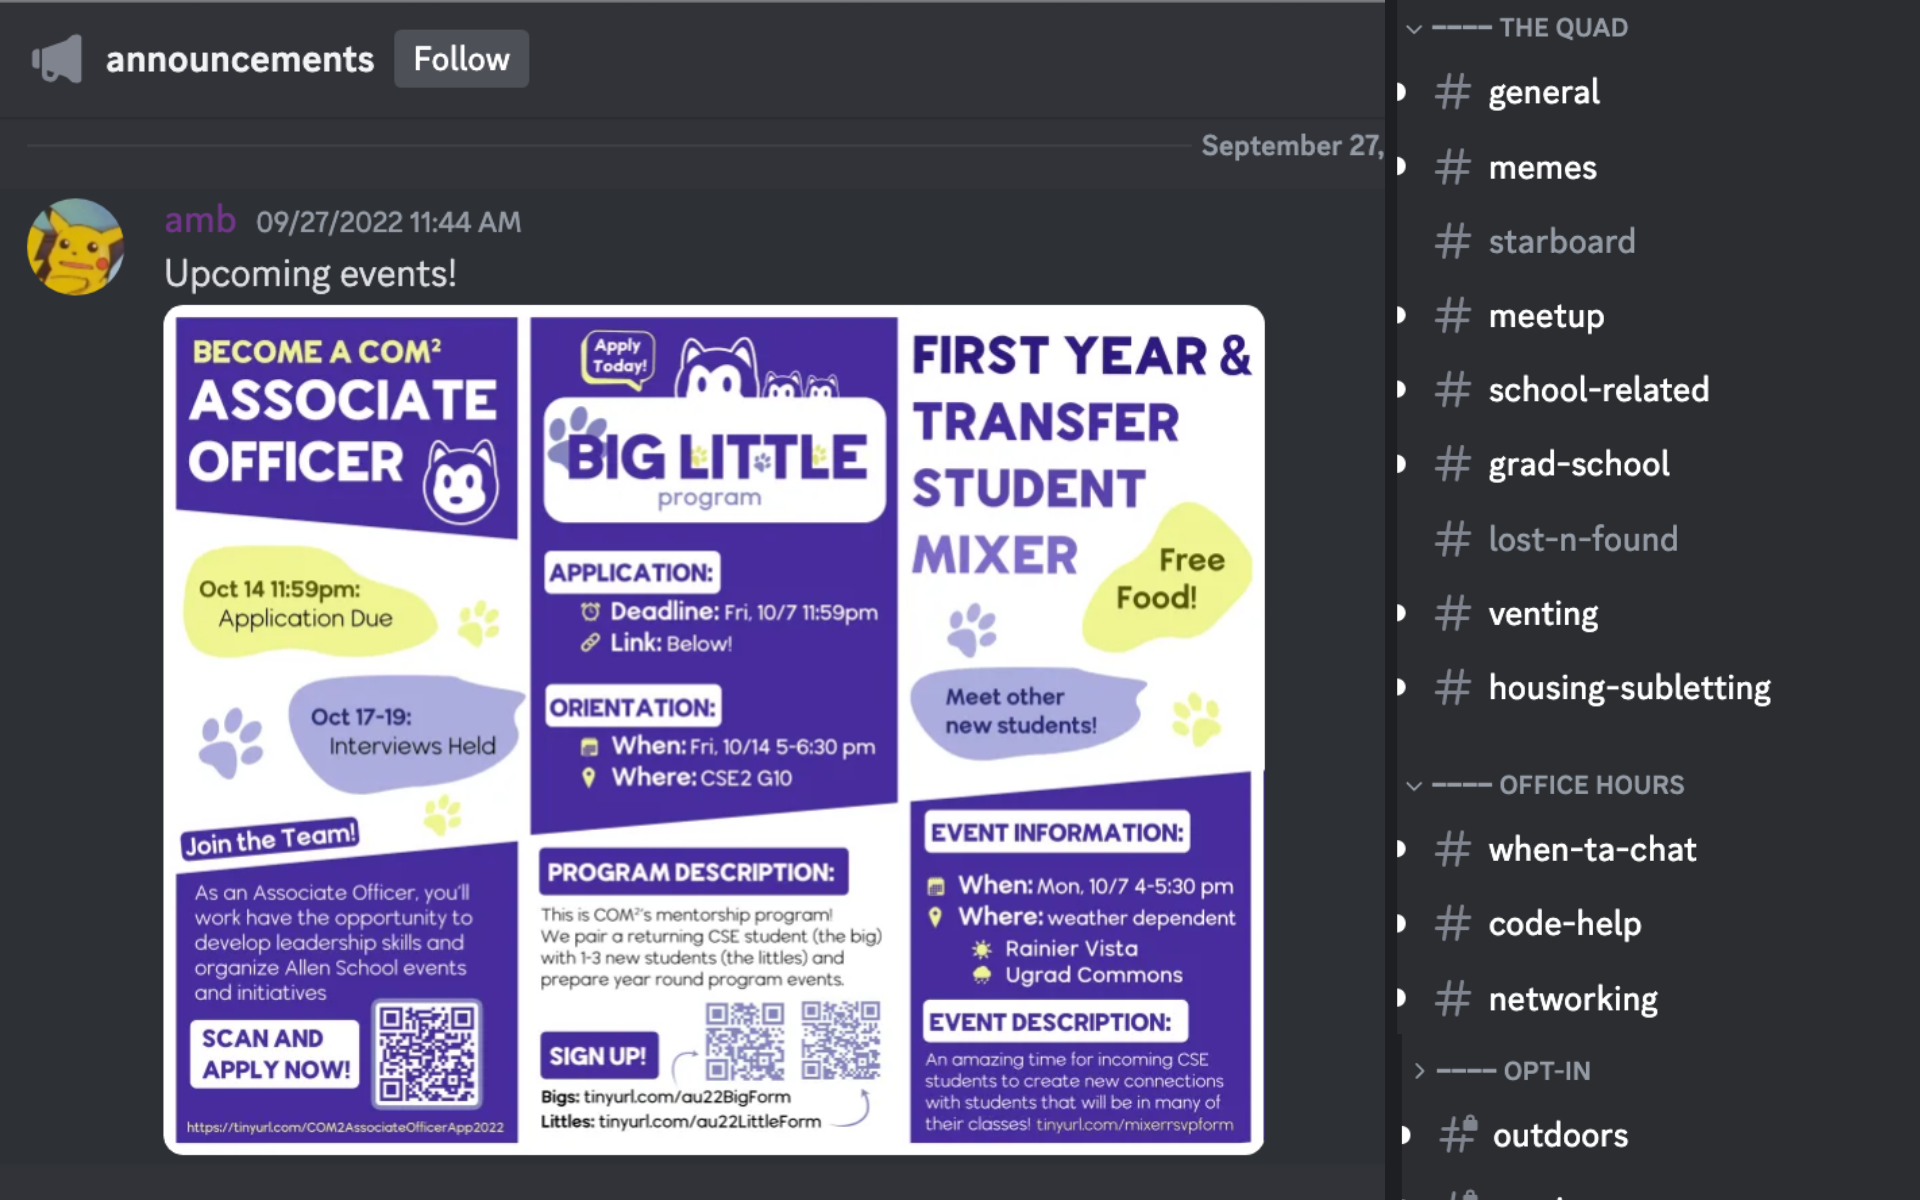 announcements
Follow
September 27,
amb 09/27/2022 11:44 AM
Upcoming events!
BECOME A COM²
ASSOCIATE
OFFICER
Oct 14 11:59pm:
Application Due
Oct 17-19:
Interviews Held
Join the Team!
As an Associate Officer, you'll
work have the opportunity to
develop leadership skills and
organize Allen School events
and initiatives
SCAN AND
APPLY NOW!
https://tinyurl.com/COM2AssociateOfficerApp2022
Apply
Today!
BIG LITTLE
program
APPLICATION:
Deadline: Fri, 10/7 11:59pm
Link: Below!
ORIENTATION:
When: Fri, 10/14 5-6:30 pm
Where: CSE2 G10
PROGRAM DESCRIPTION:
This is COM²'s mentorship program!
We pair a returning CSE student (the big)
with 1-3 new students (the littles) and
prepare year round program events.
SIGN UP!
Bigs: tinyurl.com/au22BigForm
Littles: tinyurl.com/au22LittleForm
FIRST YEAR &
TRANSFER
STUDENT
MIXER
Free
Food!
Meet other
new students!
EVENT INFORMATION:
When: Mon, 10/7 4-5:30 pm
Where: weather dependent
Rainier Vista
Ugrad Commons
EVENT DESCRIPTION:
An amazing time for incoming CSE
students to create new connections
with students that will be in many of
their classes! tinyurl.com/mixerrsvpform
---- THE QUAD
# general
# memes
# starboard
# meetup
# school-related
# grad-school
# lost-n-found
# venting
# housing-subletting
---- OFFICE HOURS
# when-ta-chat
# code-help
# networking
---- OPT-IN
# outdoors